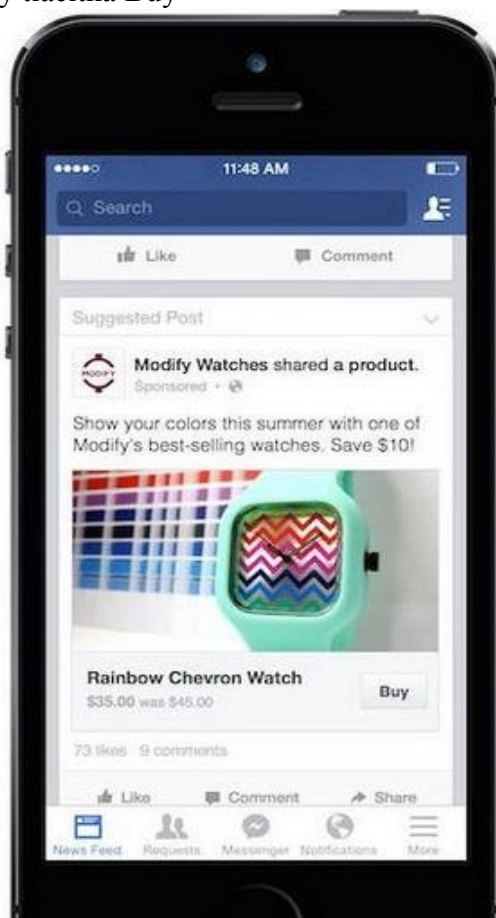 11:48 AM
Search
Like Comment
Suggested Post
MODIFY
Modify Watches shared a product.
Sponsored
Show your colors this summer with one of
Modify's best-selling watches. Save $10!
Rainbow Chevron Watch
$35.00 was $45.00
Buy
73 likes 9 comments
Like Comment Share
News Feed Requests Messenger Notifications More